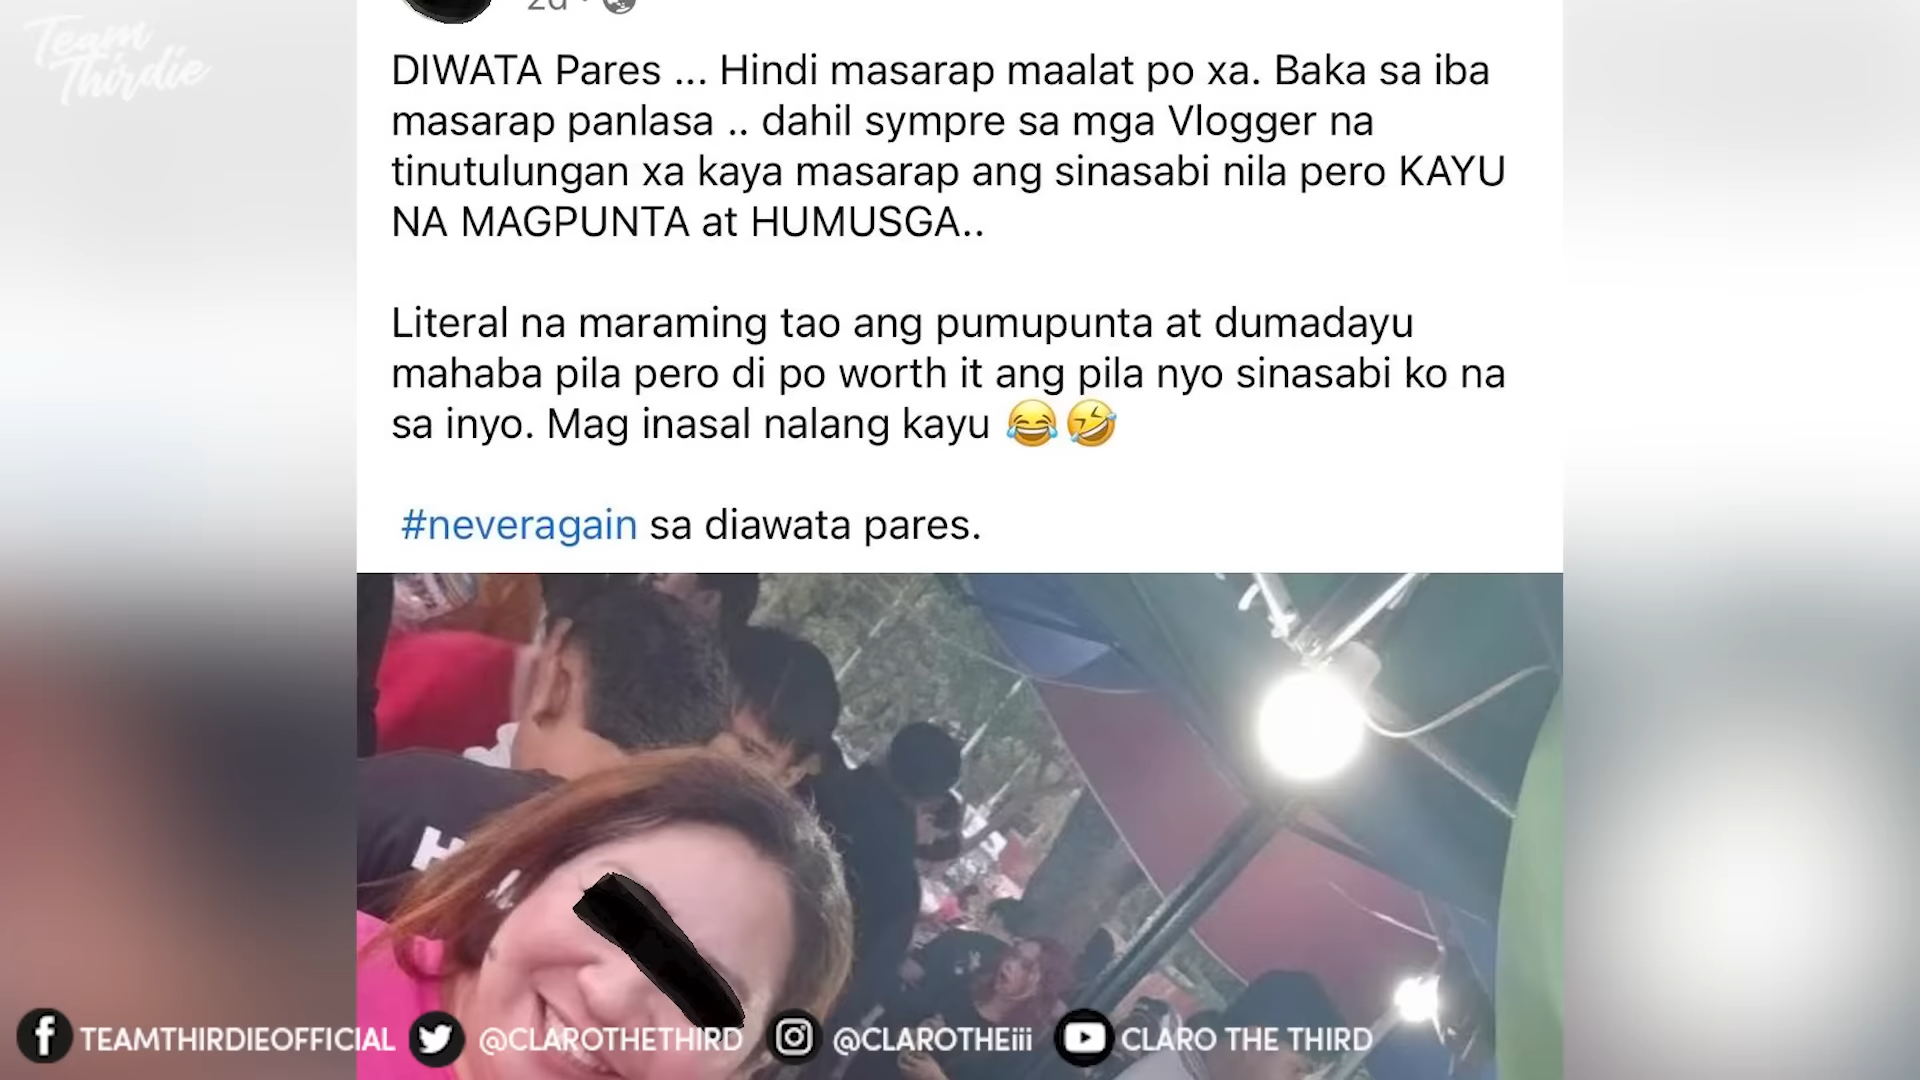 Team
Thirdie
2d
DIWATA Pares ... Hindi masarap maalat po xa. Baka sa iba
masarap panlasa .. dahil sympre sa mga Vlogger na
tinutulungan xa kaya masarap ang sinasabi nila pero KAYU
NA MAGPUNTA at HUMUSGA..
Literal na maraming tao ang pumupunta at dumadayu
mahaba pila pero di po worth it ang pila nyo sinasabi ko na
sa inyo. Mag inasal nalang kayu 😂🤣
#neveragain sa diawata pares.
TEAMTHIRDIEOFFICIAL @CLAROTHETHIRD @CLAROTHEiii CLARO THE THIRD